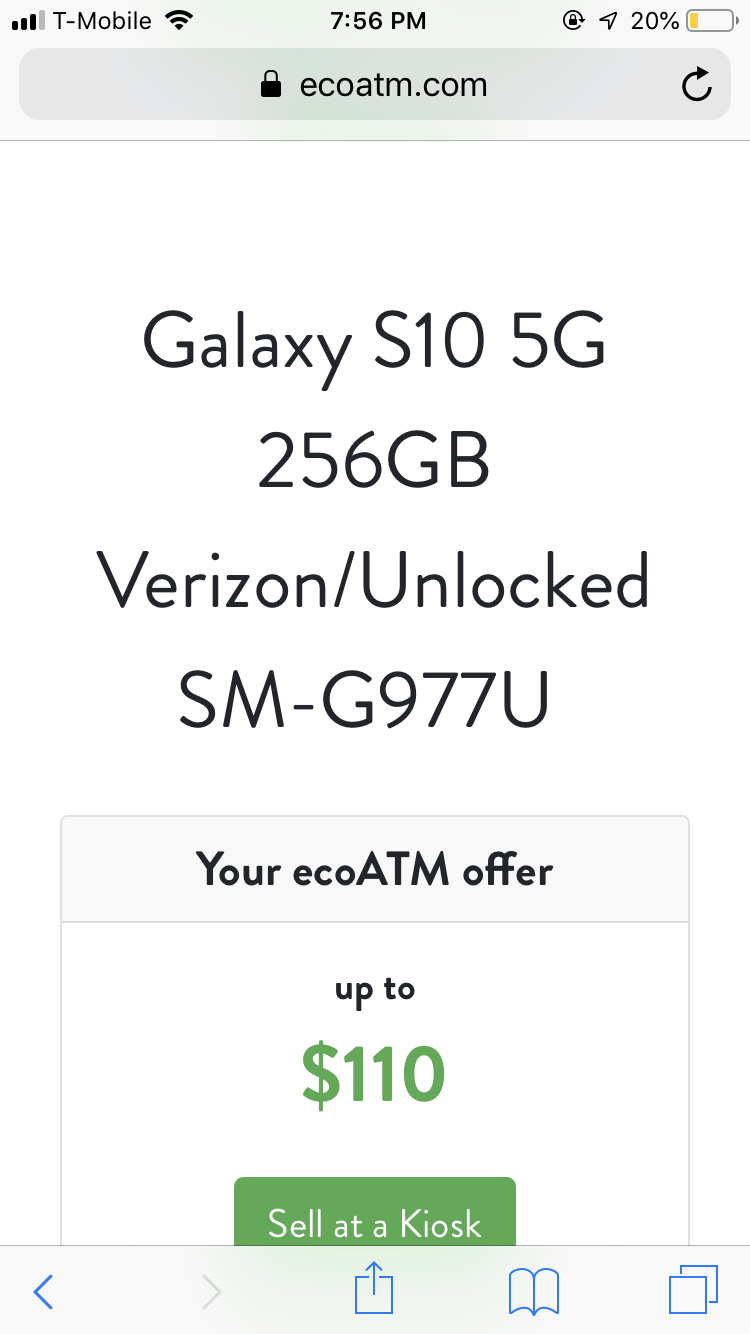 T-Mobile 7:56 PM 20%
ecoatm.com
Galaxy S10 5G
256GB
Verizon/Unlocked
SM-G977U
Your ecoATM offer
up to
$110
Sell at a Kiosk